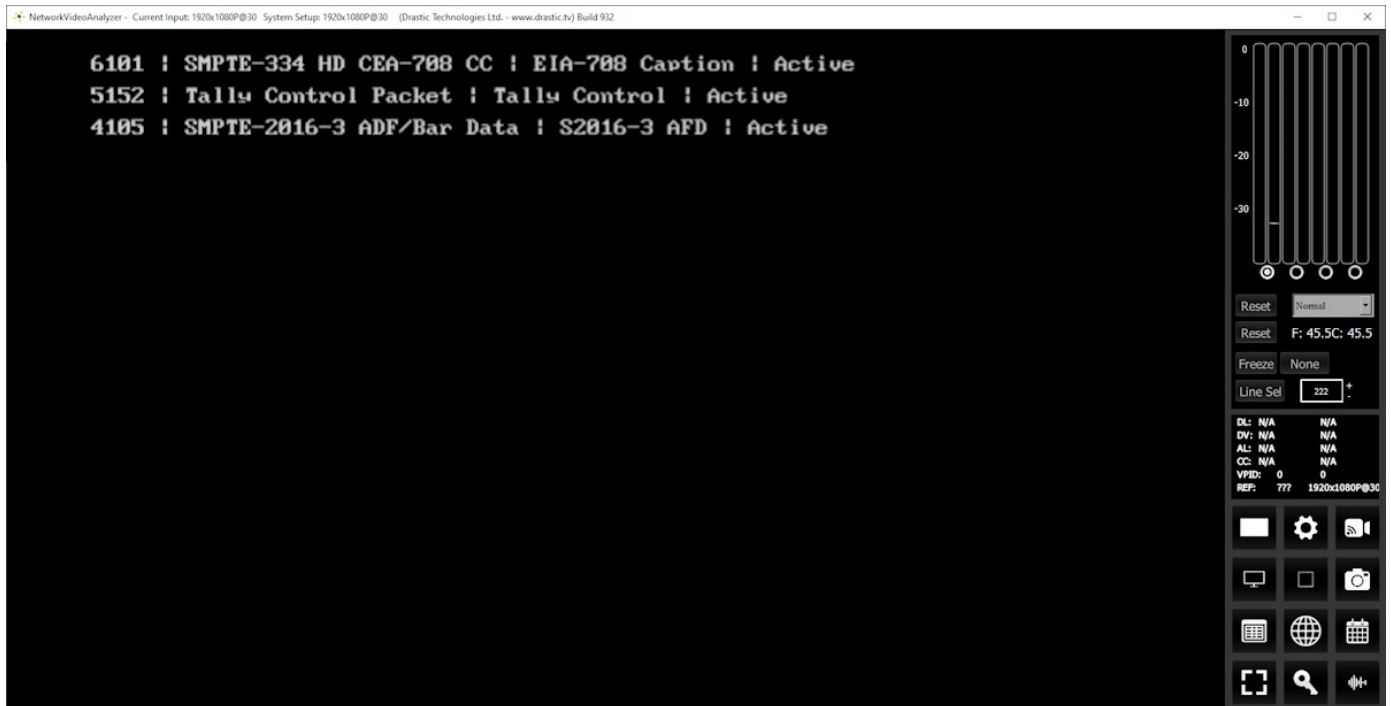 NetworkVideoAnalyzer - Current Input: 1920x1080P@30 System Setup: 1920x1080P@30 (Drastic Technologies Ltd. - www.drastic.tv) Build 932
6101 ¦ SMPTE-334 HD CEA-708 CC ¦ EIA-708 Caption ¦ Active
5152 ¦ Tally Control Packet ¦ Tally Control ¦ Active
4105 ¦ SMPTE-2016-3 ADF/Bar Data ¦ S2016-3 AFD ¦ Active
0
-10
-20
-30
Reset Normal
Reset F: 45.5C: 45.5
Freeze None
Line Sel 222 + -
DL: N/A N/A
DV: N/A N/A
AL: N/A N/A
CC: N/A N/A
VPID: 0 0
REF: ??? 1920x1080P@30